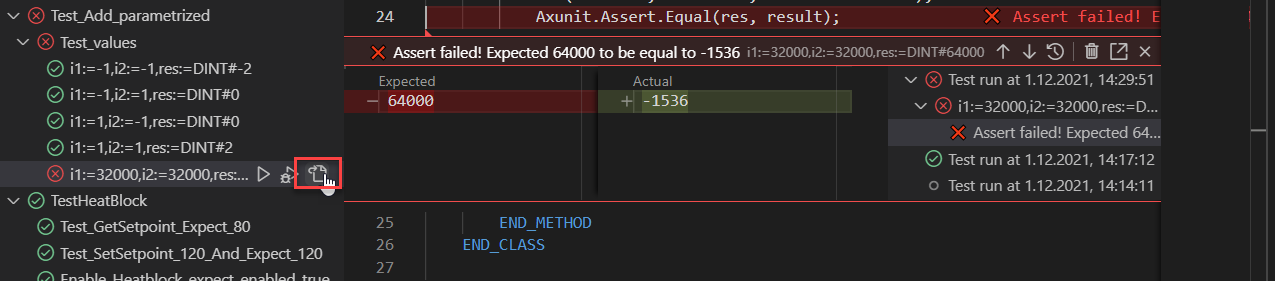 Test_Add_parametrized
Test_values
i1:=-1,i2:=-1,res:=DINT#-2
i1:=-1,i2:=1,res:=DINT#0
i1:=1,i2:=-1,res:=DINT#0
i1:=1,i2:=1,res:=DINT#2
i1:=32000,i2:=32000,res:...
TestHeatBlock
Test_GetSetpoint_Expect_80
Test_SetSetpoint_120_And_Expect_120
Enable_Heatblock_expect_enabled_true
24 Axunit.Assert.Equal(res, result); Assert failed! E
Assert failed! Expected 64000 to be equal to -1536 i1:=32000,i2:=32000,res:=DINT#64000
Expected Actual
− 64000 + -1536
Test run at 1.12.2021, 14:29:51
i1:=32000,i2:=32000,res:=D...
Assert failed! Expected 64...
Test run at 1.12.2021, 14:17:12
Test run at 1.12.2021, 14:14:11
25 END_METHOD
26 END_CLASS
27